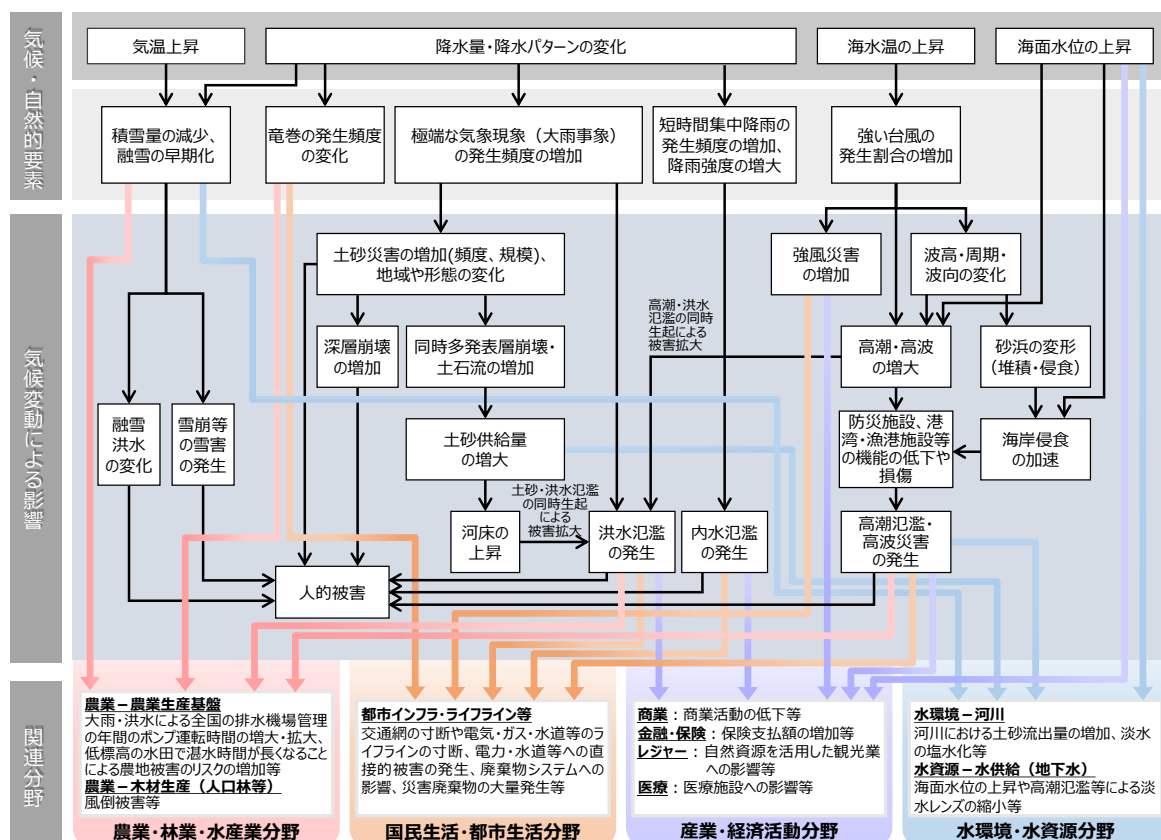 気候・自然的要素
気温上昇
降水量・降水パターンの変化
海水温の上昇
海面水位の上昇
積雪量の減少、
融雪の早期化
竜巻の発生頻度
の変化
極端な気象現象（大雨事象）
の発生頻度の増加
短時間集中降雨の
発生頻度の増加、
降雨強度の増大
強い台風の
発生割合の増加
気候変動による影響
土砂災害の増加(頻度、規模)、
地域や形態の変化
強風災害
の増加
波高・周期・
波向の変化
高潮・洪水
氾濫の同時
生起による
被害拡大
深層崩壊
の増加
同時多発表層崩壊・
土石流の増加
高潮・高波
の増大
砂浜の変形
（堆積・侵食）
融雪
洪水
の変化
雪崩等
の雪害
の発生
土砂供給量
の増大
防災施設、港
湾・漁港施設等
の機能の低下や
損傷
海岸侵食
の加速
土砂・洪水氾濫
の同時生起
による
被害拡大
河床の
上昇
洪水氾濫
の発生
内水氾濫
の発生
高潮氾濫・
高波災害
の発生
人的被害
関連分野
農業－農業生産基盤
大雨・洪水による全国の排水機場管理
の年間のポンプ運転時間の増大・拡大、
低標高の水田で湛水時間が長くなること
による農地被害のリスクの増加等
農業－木材生産（人口林等）
風倒被害等
農業・林業・水産業分野
都市インフラ・ライフライン等
交通網の寸断や電気・ガス・水道等のラ
イフラインの寸断、電力・水道等への直
接的被害の発生、廃棄物システムへの
影響、災害廃棄物の大量発生等
国民生活・都市生活分野
商業：商業活動の低下等
金融・保険：保険支払額の増加等
レジャー：自然資源を活用した観光業
への影響等
医療：医療施設への影響等
産業・経済活動分野
水環境－河川
河川における土砂流出量の増加、淡水
の塩水化等
水資源－水供給（地下水）
海面水位の上昇や高潮氾濫等による淡
水レンズの縮小等
水環境・水資源分野